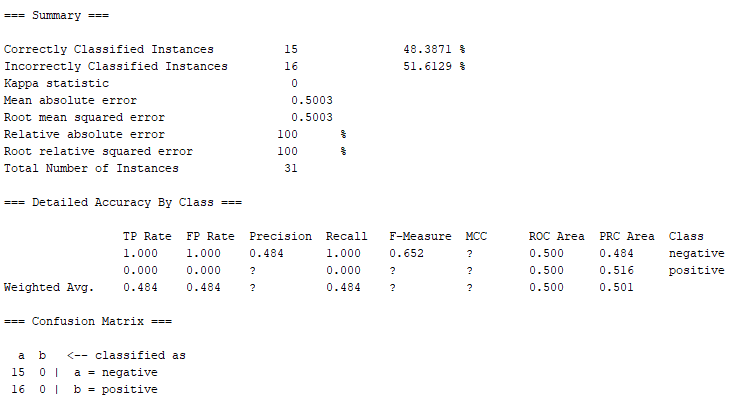 === Summary ===
Correctly Classified Instances 15 48.3871 %
Incorrectly Classified Instances 16 51.6129 %
Kappa statistic 0
Mean absolute error 0.5003
Root mean squared error 0.5003
Relative absolute error 100 %
Root relative squared error 100 %
Total Number of Instances 31
=== Detailed Accuracy By Class ===
TP Rate FP Rate Precision Recall F-Measure MCC ROC Area PRC Area Class
1.000 1.000 0.484 1.000 0.652 ? 0.500 0.484 negative
0.000 0.000 ? 0.000 ? ? 0.500 0.516 positive
Weighted Avg. 0.484 0.484 ? 0.484 ? ? 0.500 0.501
=== Confusion Matrix ===
a b <-- classified as
15 0 | a = negative
16 0 | b = positive